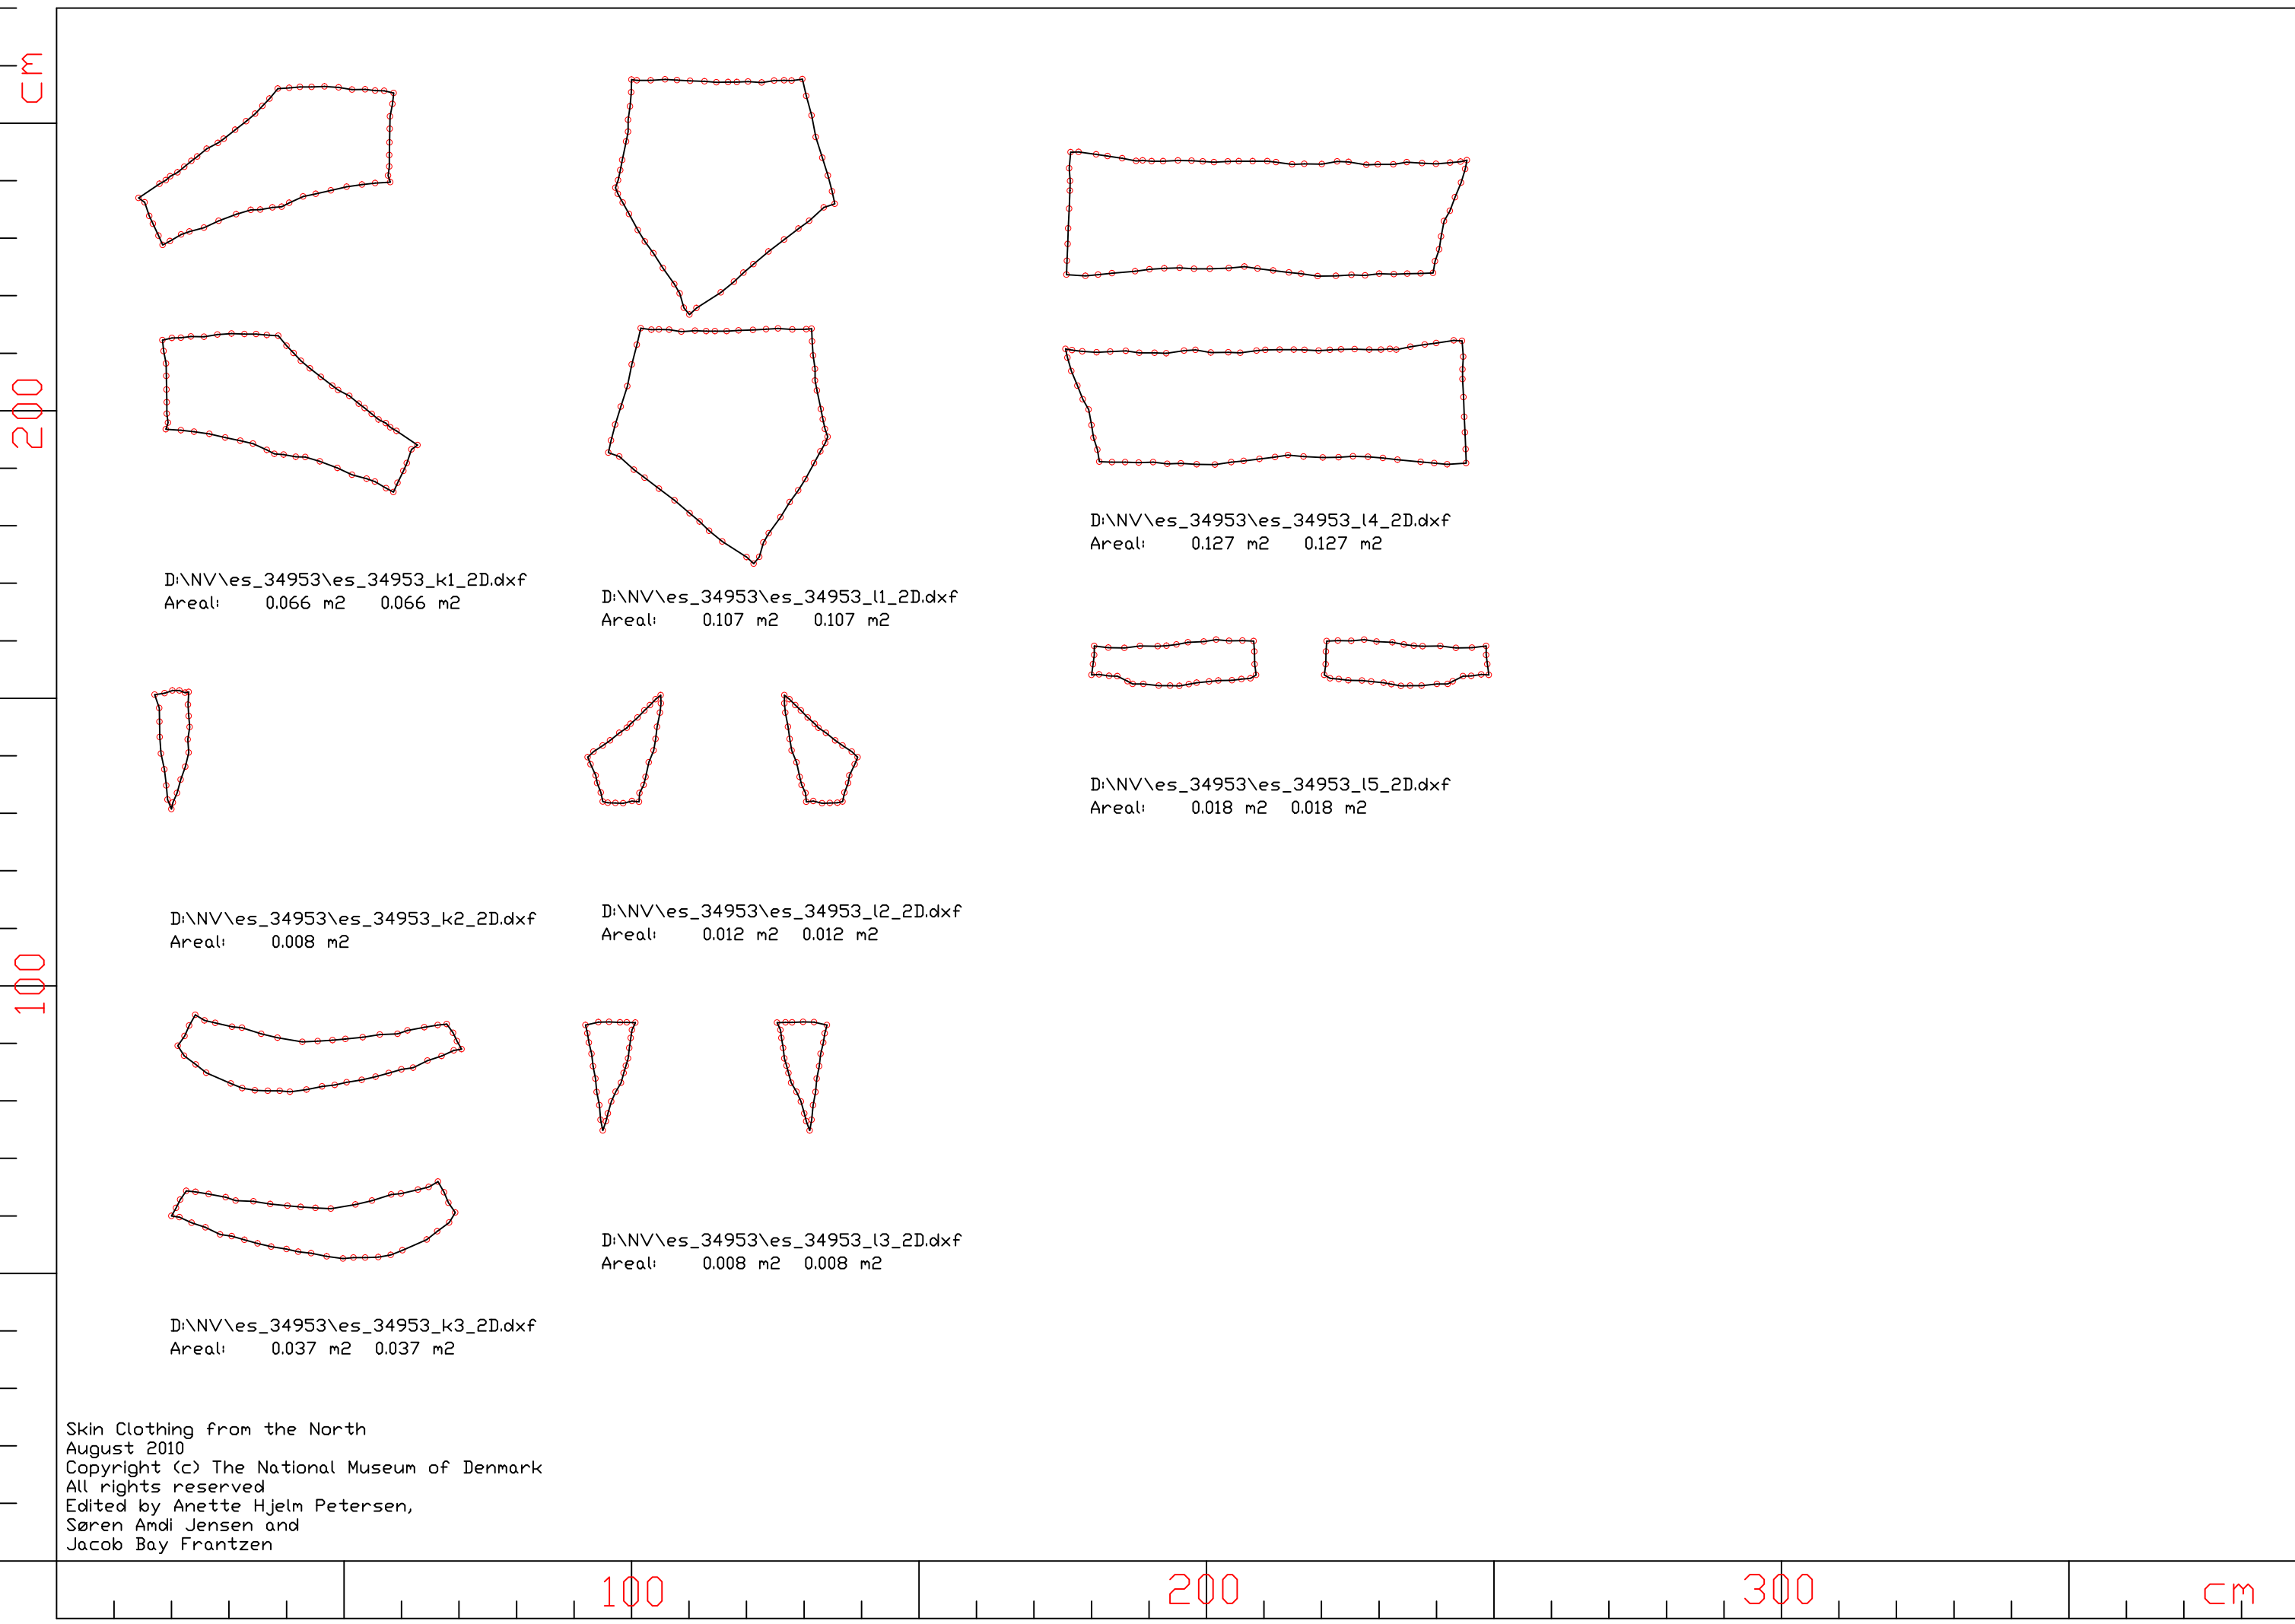 cm
200
100
D:\NV\es_34953\es_34953_k1_2D.dxf
Areal: 0.066 m2 0.066 m2
D:\NV\es_34953\es_34953_k2_2D.dxf
Areal: 0.008 m2
D:\NV\es_34953\es_34953_k3_2D.dxf
Areal: 0.037 m2 0.037 m2
D:\NV\es_34953\es_34953_l1_2D.dxf
Areal: 0.107 m2 0.107 m2
D:\NV\es_34953\es_34953_l2_2D.dxf
Areal: 0.012 m2 0.012 m2
D:\NV\es_34953\es_34953_l3_2D.dxf
Areal: 0.008 m2 0.008 m2
D:\NV\es_34953\es_34953_l4_2D.dxf
Areal: 0.127 m2 0.127 m2
D:\NV\es_34953\es_34953_l5_2D.dxf
Areal: 0.018 m2 0.018 m2
Skin Clothing from the North
August 2010
Copyright (c) The National Museum of Denmark
All rights reserved
Edited by Anette Hjelm Petersen,
Søren Amdi Jensen and
Jacob Bay Frantzen
100 200 300 cm